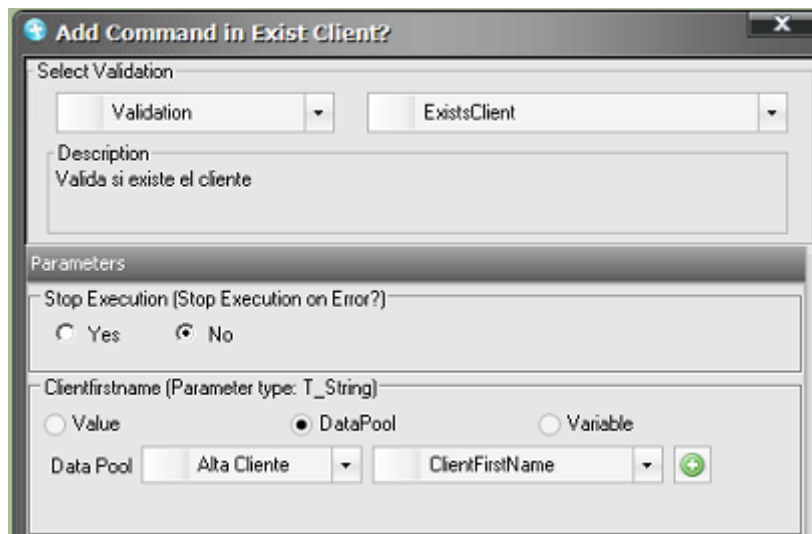 Add Command in Exist Client?
Select Validation
Validation ExistsClient
Description
Valida si existe el cliente
Parameters
Stop Execution (Stop Execution on Error?)
Yes No
Clientfirstname (Parameter type: T_String)
Value DataPool Variable
Data Pool Alta Cliente ClientFirstName